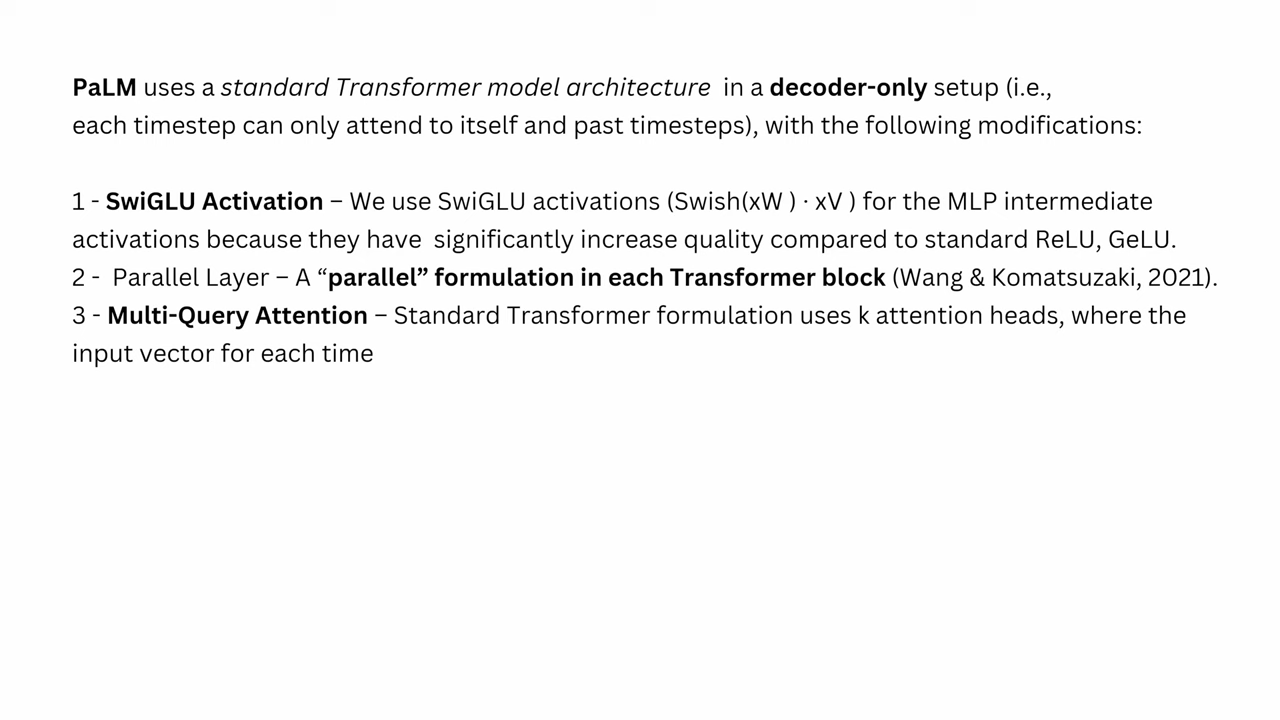 PaLM uses a standard Transformer model architecture  in a decoder-only setup (i.e.,
each timestep can only attend to itself and past timesteps), with the following modifications:
1 - SwiGLU Activation – We use SwiGLU activations (Swish(xW ) · xV ) for the MLP intermediate
activations because they have  significantly increase quality compared to standard ReLU, GeLU.
2 -  Parallel Layer – A “parallel” formulation in each Transformer block (Wang & Komatsuzaki, 2021).
3 - Multi-Query Attention – Standard Transformer formulation uses k attention heads, where the
input vector for each time